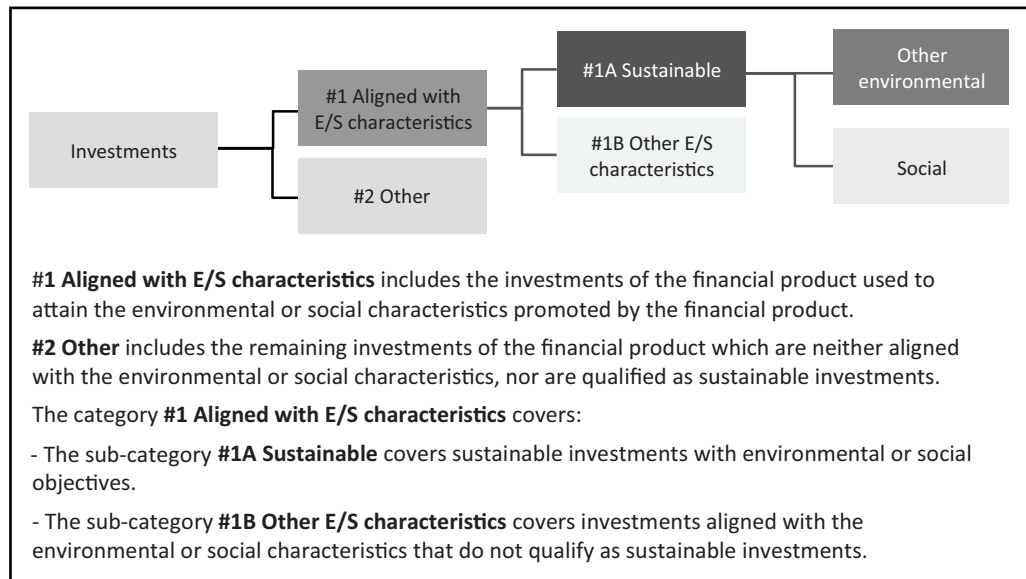 Investments
#1 Aligned with
E/S characteristics
#2 Other
#1A Sustainable
#1B Other E/S
characteristics
Other
environmental
Social
#1 Aligned with E/S characteristics includes the investments of the financial product used to
attain the environmental or social characteristics promoted by the financial product.
#2 Other includes the remaining investments of the financial product which are neither aligned
with the environmental or social characteristics, nor are qualified as sustainable investments.
The category #1 Aligned with E/S characteristics covers:
- The sub-category #1A Sustainable covers sustainable investments with environmental or social
objectives.
- The sub-category #1B Other E/S characteristics covers investments aligned with the
environmental or social characteristics that do not qualify as sustainable investments.